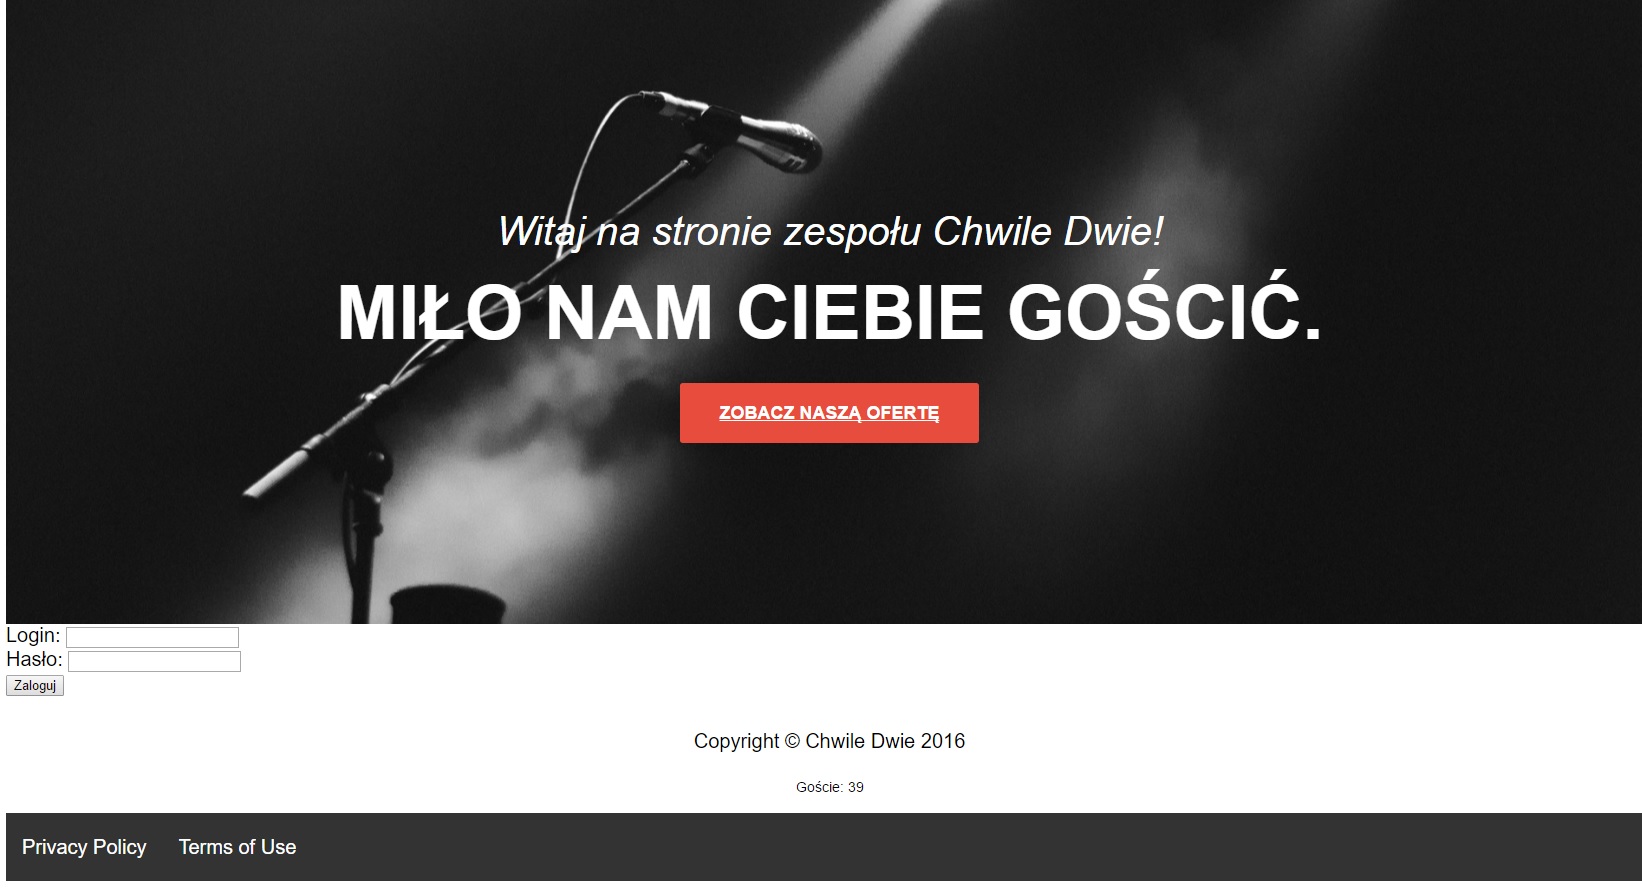 Witaj na stronie zespołu Chwile Dwie!
MIŁO NAM CIEBIE GOŚCIĆ.
ZOBACZ NASZĄ OFERTĘ
Login:
Hasło:
Zaloguj
Copyright © Chwile Dwie 2016
Goście: 39
Privacy Policy Terms of Use